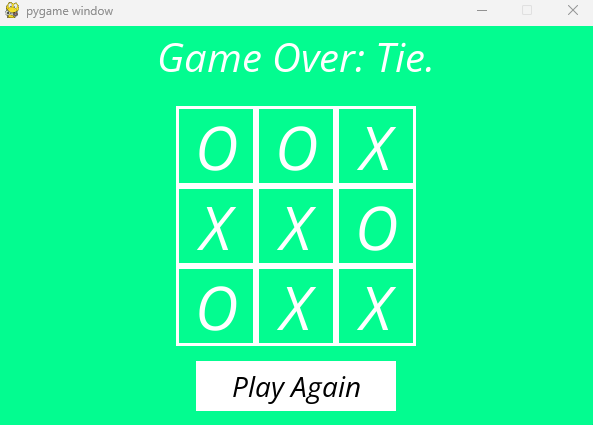 pygame window
Game Over: Tie.
O O X
X X O
O X X
Play Again